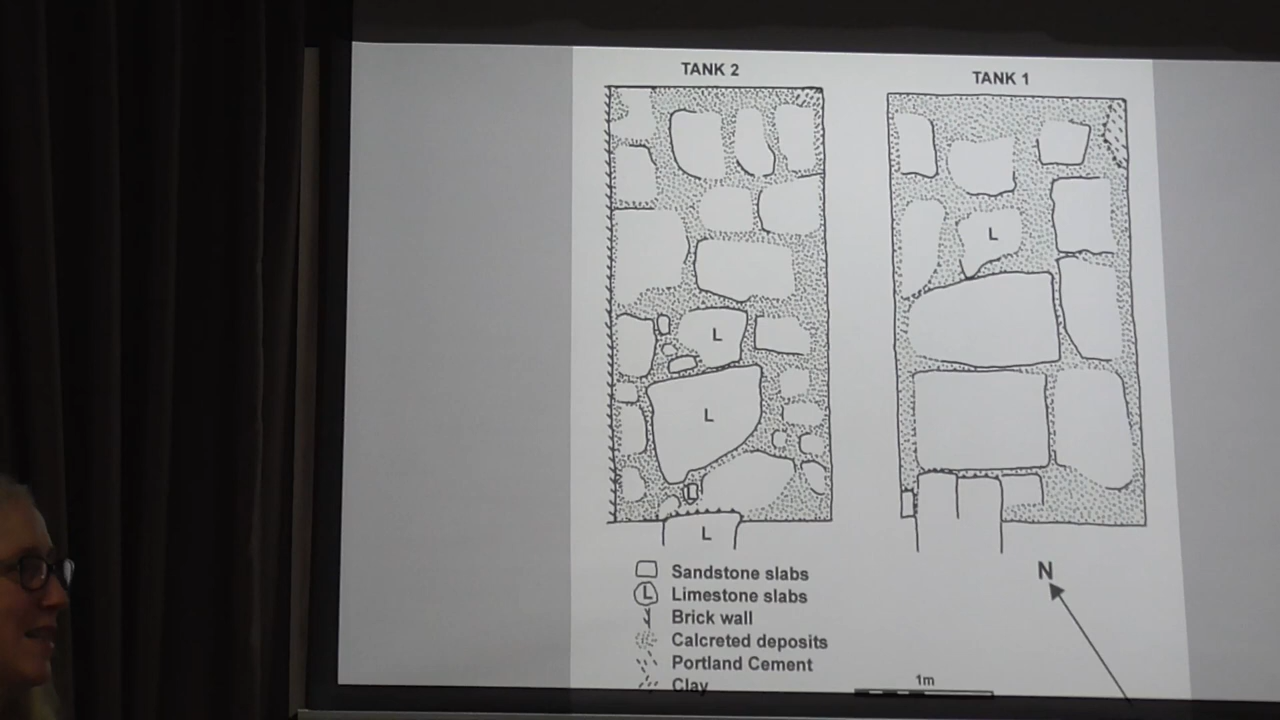 TANK 2
TANK 1
L
L
L
L
N
Sandstone slabs
L Limestone slabs
Brick wall
Calcreted deposits
Portland Cement
Clay
1m